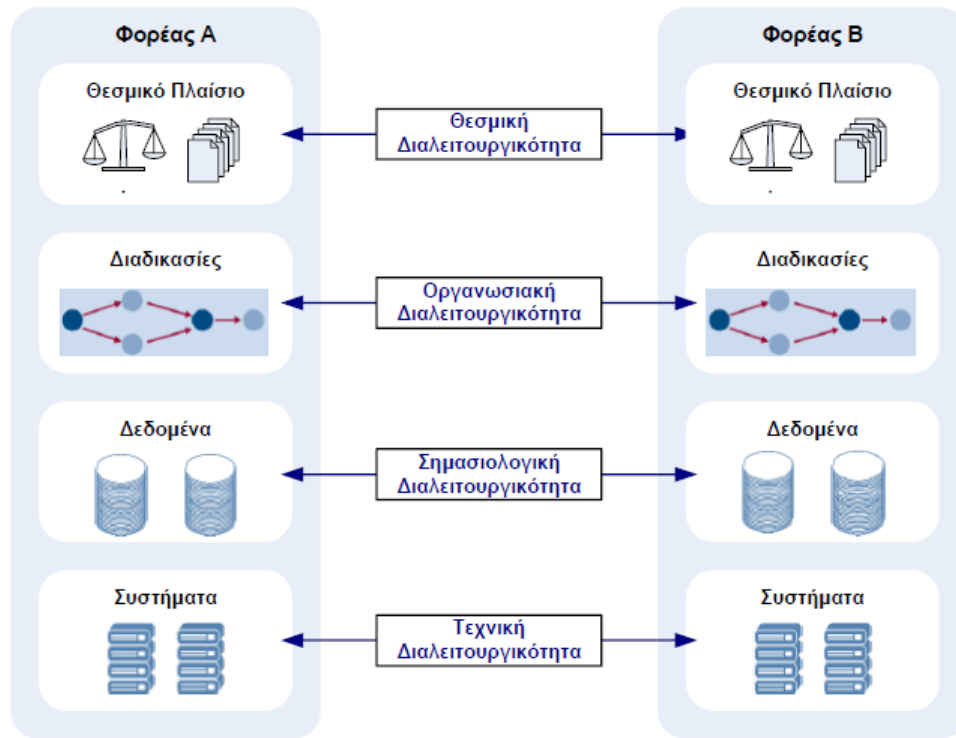 Φορέας Α
Θεσμικό Πλαίσιο
Διαδικασίες
Δεδομένα
Συστήματα
Θεσμική
Διαλειτουργικότητα
Οργανωσιακή
Διαλειτουργικότητα
Σημασιολογική
Διαλειτουργικότητα
Τεχνική
Διαλειτουργικότητα
Φορέας Β
Θεσμικό Πλαίσιο
Διαδικασίες
Δεδομένα
Συστήματα